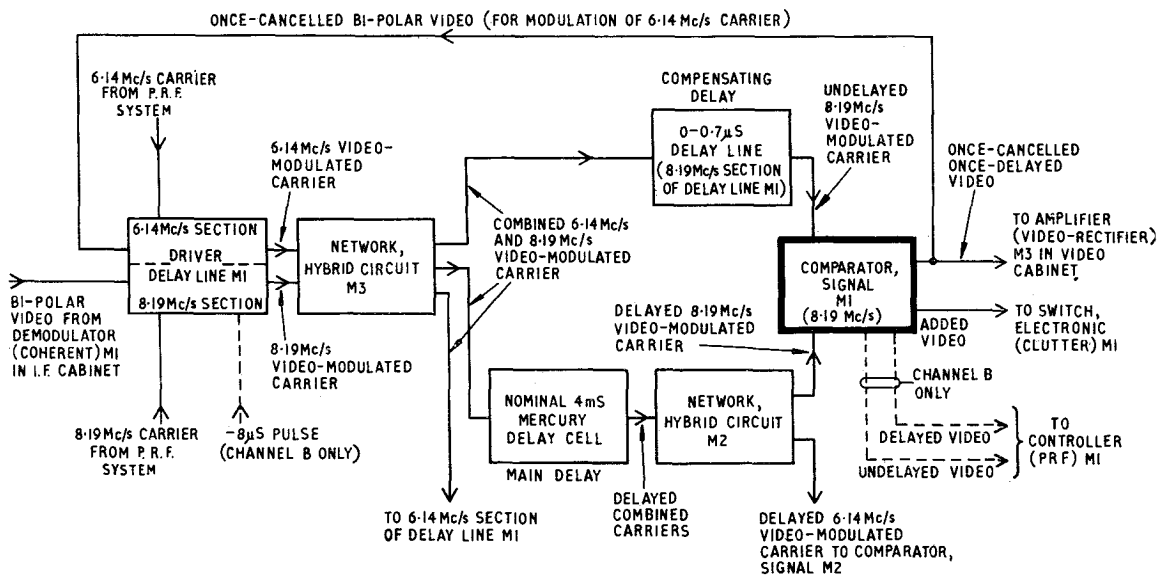 ONCE-CANCELLED BI-POLAR VIDEO (FOR MODULATION OF 6·14 Mc/s CARRIER)
6·14Mc/s CARRIER
FROM P.R.F.
SYSTEM
6·14Mc/s VIDEO-
MODULATED
CARRIER
COMPENSATING
DELAY
0–0·7µS
DELAY LINE
(8·19Mc/s SECTION
OF DELAY LINE M1)
UNDELAYED
8·19Mc/s
VIDEO-
MODULATED
CARRIER
ONCE-CANCELLED
ONCE-DELAYED
VIDEO
6·14Mc/s SECTION
DRIVER
DELAY LINE M1
8·19Mc/s SECTION
NETWORK,
HYBRID CIRCUIT
M3
COMBINED 6·14Mc/s
AND 8·19Mc/s
VIDEO-MODULATED
CARRIER
COMPARATOR,
SIGNAL
M1
(8·19 Mc/s)
TO AMPLIFIER
(VIDEO-RECTIFIER)
M3 IN VIDEO
CABINET
BI-POLAR
VIDEO FROM
DEMODULATOR
(COHERENT) M1
IN I.F. CABINET
8·19Mc/s
VIDEO-MODULATED
CARRIER
DELAYED 8·19Mc/s
VIDEO-MODULATED
CARRIER
ADDED
VIDEO
TO SWITCH,
ELECTRONIC
(CLUTTER) M1
8·19Mc/s CARRIER
FROM P.R.F.
SYSTEM
-8µS PULSE
(CHANNEL B ONLY)
NOMINAL 4mS
MERCURY
DELAY CELL
MAIN DELAY
NETWORK,
HYBRID CIRCUIT
M2
CHANNEL B
ONLY
DELAYED VIDEO
UNDELAYED VIDEO
TO
CONTROLLER
(PRF) M1
TO 6·14Mc/s SECTION
OF DELAY LINE M1
DELAYED
COMBINED
CARRIERS
DELAYED 6·14Mc/s
VIDEO-MODULATED
CARRIER TO COMPARATOR,
SIGNAL M2